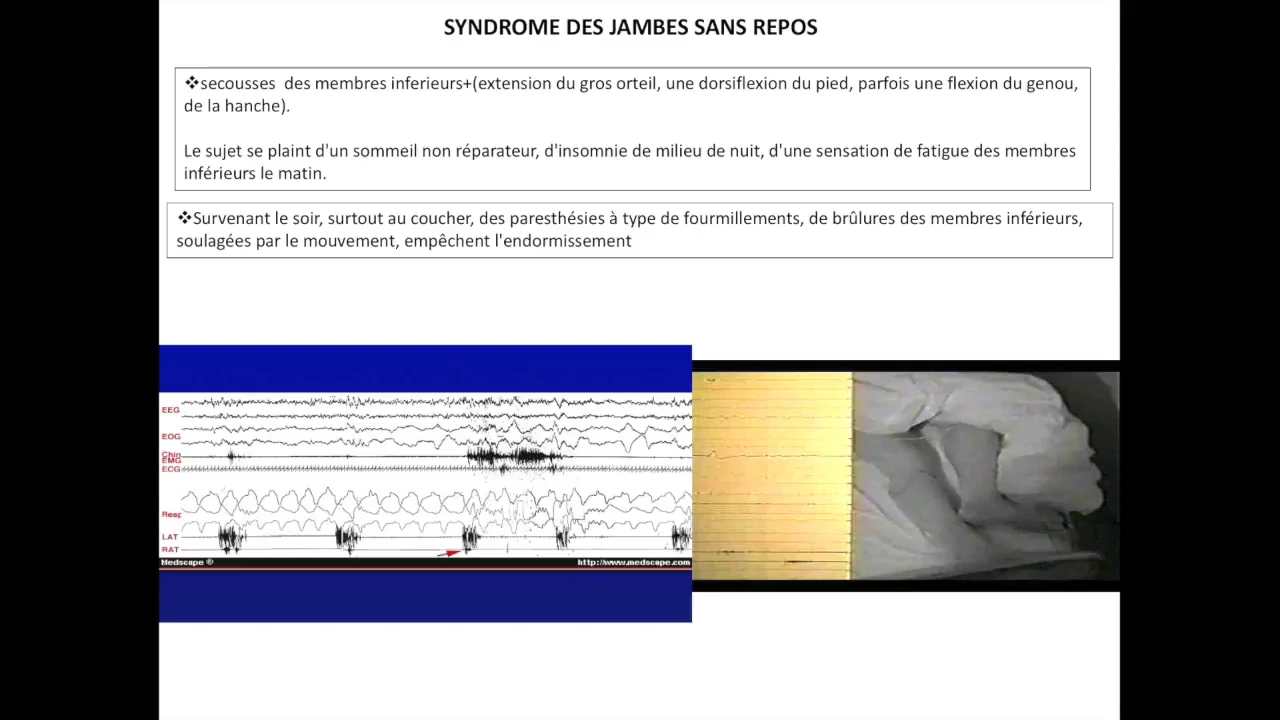 SYNDROME DES JAMBES SANS REPOS
❖secousses des membres inferieurs+(extension du gros orteil, une dorsiflexion du pied, parfois une flexion du genou,
de la hanche).
Le sujet se plaint d'un sommeil non réparateur, d'insomnie de milieu de nuit, d'une sensation de fatigue des membres
inférieurs le matin.
❖Survenant le soir, surtout au coucher, des paresthésies à type de fourmillements, de brûlures des membres inférieurs,
soulagées par le mouvement, empêchent l'endormissement
EEG
EOG
Chin
EMG
ECG
Resp
LAT
RAT
Medscape ®
http://www.medscape.com